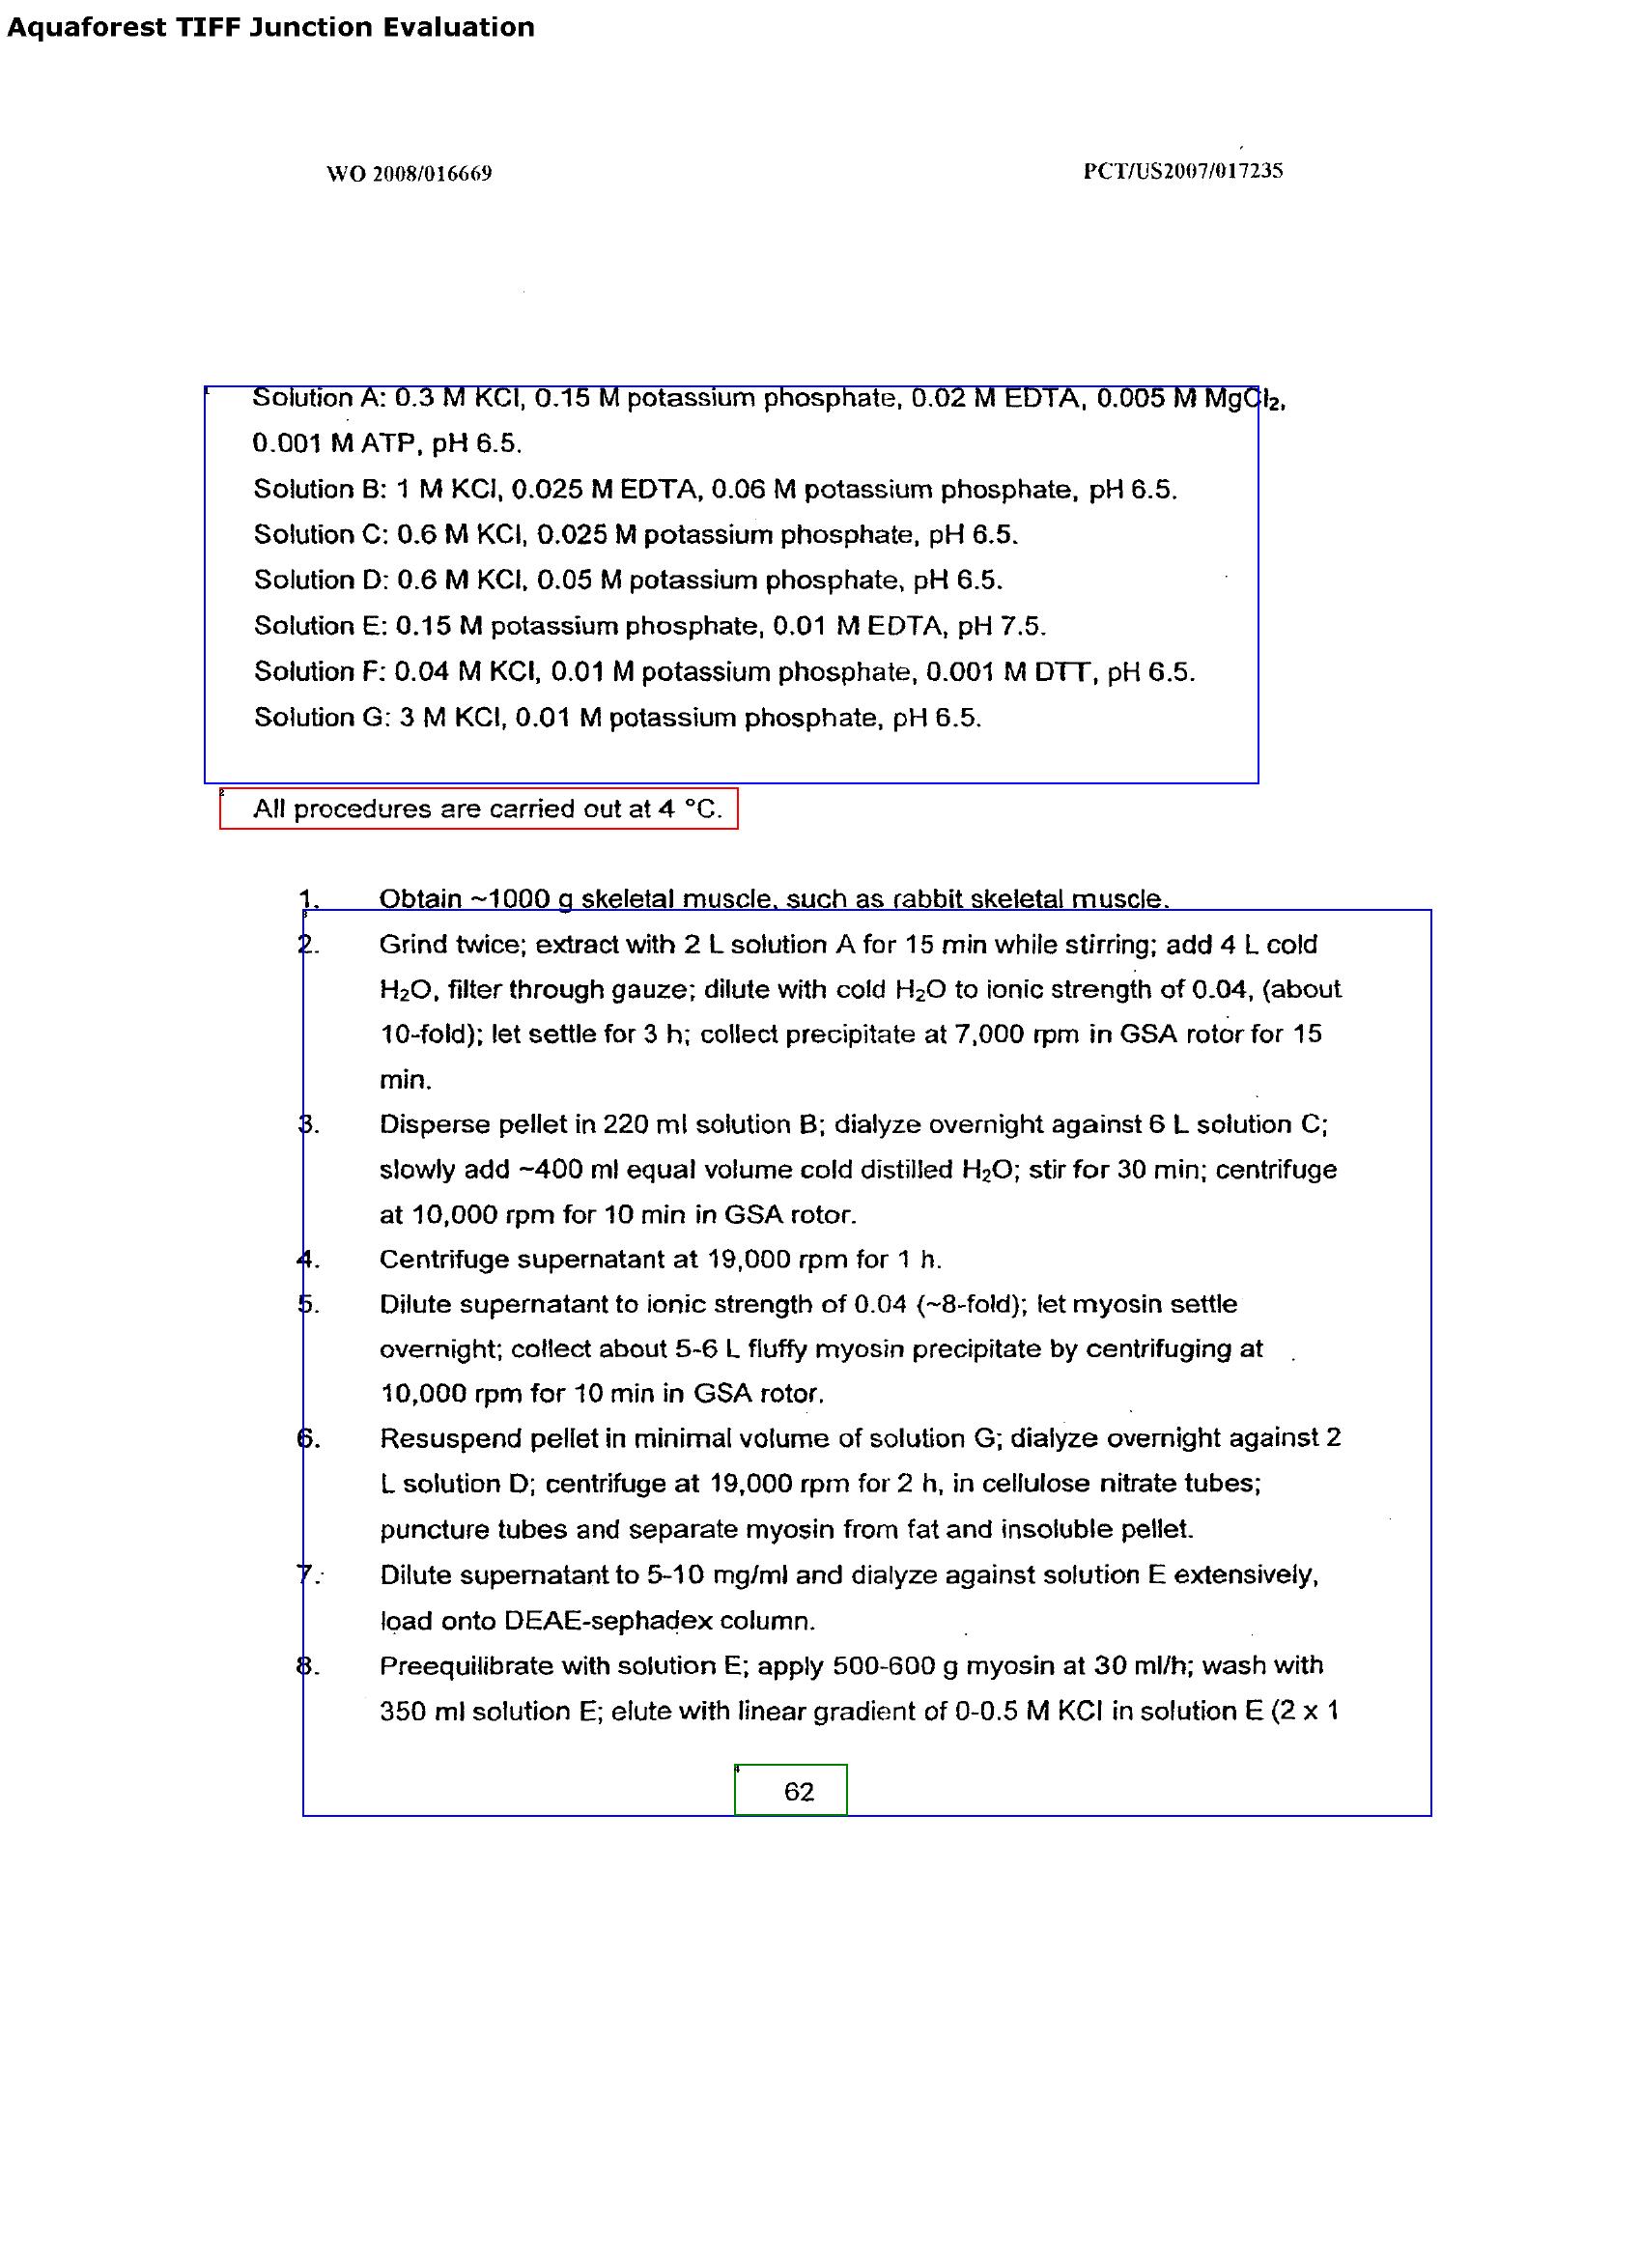 Aquaforest TIFF Junction Evaluation
WO 2008/016669
PCT/US2007/017235
Solution A: 0.3 M KCl, 0.15 M potassium phosphate, 0.02 M EDTA, 0.005 M MgCl₂,
0.001 M ATP, pH 6.5.
Solution B: 1 M KCl, 0.025 M EDTA, 0.06 M potassium phosphate, pH 6.5.
Solution C: 0.6 M KCl, 0.025 M potassium phosphate, pH 6.5.
Solution D: 0.6 M KCl, 0.05 M potassium phosphate, pH 6.5.
Solution E: 0.15 M potassium phosphate, 0.01 M EDTA, pH 7.5.
Solution F: 0.04 M KCl, 0.01 M potassium phosphate, 0.001 M DTT, pH 6.5.
Solution G: 3 M KCl, 0.01 M potassium phosphate, pH 6.5.
All procedures are carried out at 4 °C.
1. Obtain ~1000 g skeletal muscle, such as rabbit skeletal muscle.
2. Grind twice; extract with 2 L solution A for 15 min while stirring; add 4 L cold
H₂O, filter through gauze; dilute with cold H₂O to ionic strength of 0.04, (about
10-fold); let settle for 3 h; collect precipitate at 7,000 rpm in GSA rotor for 15
min.
3. Disperse pellet in 220 ml solution B; dialyze overnight against 6 L solution C;
slowly add ~400 ml equal volume cold distilled H₂O; stir for 30 min; centrifuge
at 10,000 rpm for 10 min in GSA rotor.
4. Centrifuge supernatant at 19,000 rpm for 1 h.
5. Dilute supernatant to ionic strength of 0.04 (~8-fold); let myosin settle
overnight; collect about 5-6 L fluffy myosin precipitate by centrifuging at
10,000 rpm for 10 min in GSA rotor.
6. Resuspend pellet in minimal volume of solution G; dialyze overnight against 2
L solution D; centrifuge at 19,000 rpm for 2 h, in cellulose nitrate tubes;
puncture tubes and separate myosin from fat and insoluble pellet.
7. Dilute supernatant to 5-10 mg/ml and dialyze against solution E extensively,
load onto DEAE-sephadex column.
8. Preequilibrate with solution E; apply 500-600 g myosin at 30 ml/h; wash with
350 ml solution E; elute with linear gradient of 0-0.5 M KCl in solution E (2 x 1
62